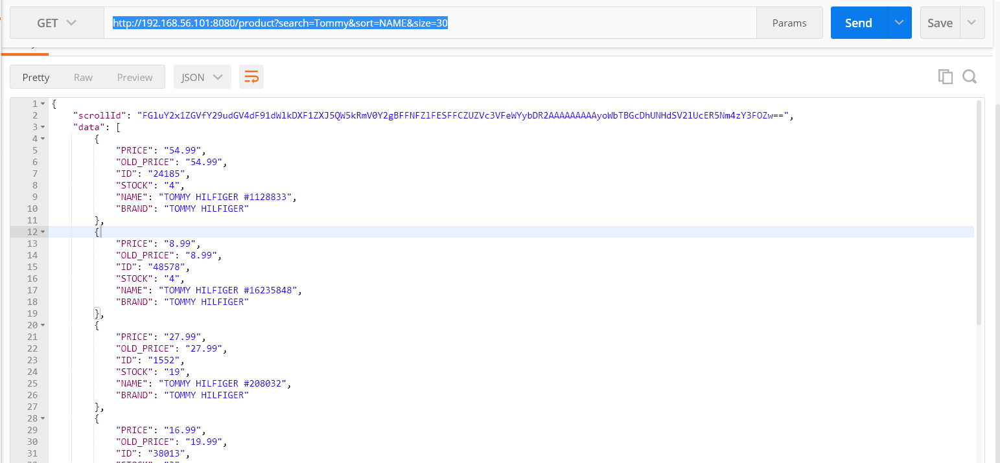 GET http://192.168.56.101:8080/product?search=Tommy&sort=NAME&size=30 Params Send Save
Pretty Raw Preview JSON
1 {
2 "scrollId": "FGluY2x1ZGVfY29udGV4dF91dWlkDXF1ZXJ5QW5kRmV0Y2gBFFNFZlFESFFCZUZVc3VFeWYybDR2AAAAAAAAAyoWbTBGcDhUNHdSV2lUcER5Nm4zY3FOZw==",
3 "data": [
4 {
5 "PRICE": "54.99",
6 "OLD_PRICE": "54.99",
7 "ID": "24185",
8 "STOCK": "4",
9 "NAME": "TOMMY HILFIGER #1128833",
10 "BRAND": "TOMMY HILFIGER"
11 },
12 {
13 "PRICE": "8.99",
14 "OLD_PRICE": "8.99",
15 "ID": "48578",
16 "STOCK": "4",
17 "NAME": "TOMMY HILFIGER #16235848",
18 "BRAND": "TOMMY HILFIGER"
19 },
20 {
21 "PRICE": "27.99",
22 "OLD_PRICE": "27.99",
23 "ID": "1552",
24 "STOCK": "19",
25 "NAME": "TOMMY HILFIGER #208032",
26 "BRAND": "TOMMY HILFIGER"
27 },
28 {
29 "PRICE": "16.99",
30 "OLD_PRICE": "19.99",
31 "ID": "38013",